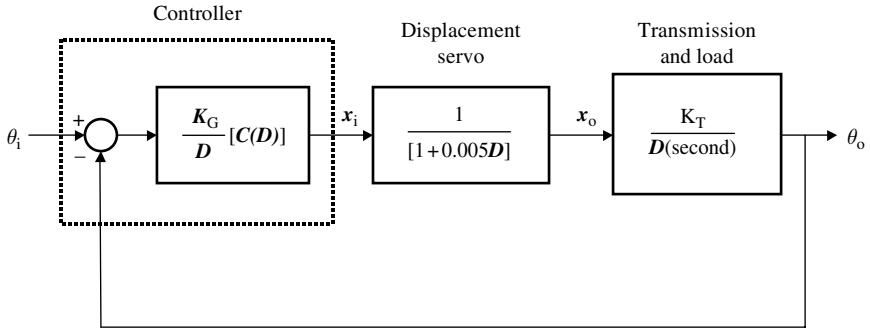 Controller
Displacement
servo
Transmission
and load
θi
+
−
KG
D
[C(D)]
xi
1
[1+0.005D]
xo
KT
D(second)
θo